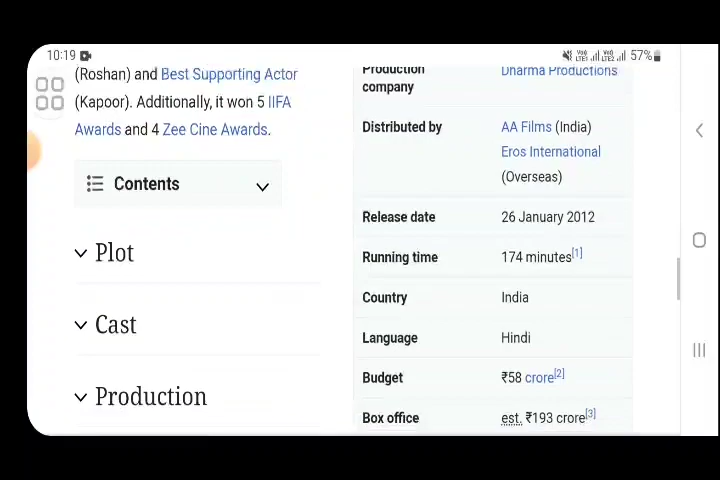 10:19
57%
(Roshan) and Best Supporting Actor
(Kapoor). Additionally, it won 5 IIFA
Awards and 4 Zee Cine Awards.
Contents
Plot
Cast
Production
Production
company
Dharma Productions
Distributed by
AA Films (India)
Eros International
(Overseas)
Release date
26 January 2012
Running time
174 minutes[1]
Country
India
Language
Hindi
Budget
₹58 crore[2]
Box office
est. ₹193 crore[3]